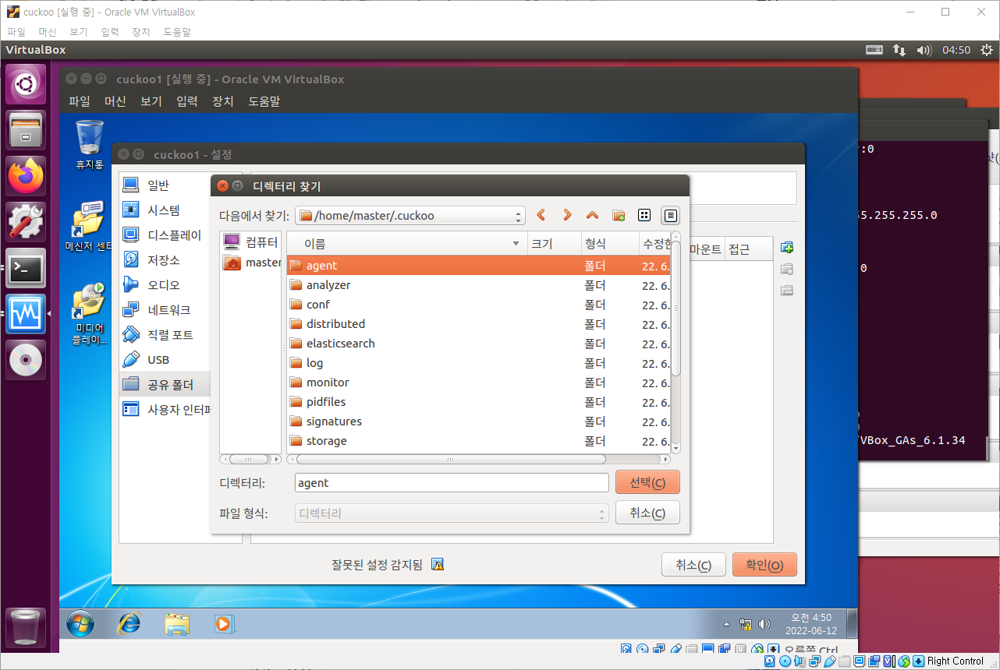 cuckoo [실행 중] - Oracle VM VirtualBox
파일 머신 보기 입력 장치 도움말
VirtualBox
04:50
cuckoo1 [실행 중] - Oracle VM VirtualBox
파일 머신 보기 입력 장치 도움말
휴지통
메신저 센터
미디어
플레이...
cuckoo1 - 설정
일반
시스템
디스플레이
저장소
오디오
네트워크
직렬 포트
USB
공유 폴더
사용자 인터페
디렉터리 찾기
다음에서 찾기: /home/master/.cuckoo
컴퓨터
master
이름 크기 형식 수정한
agent 폴더 22. 6.
analyzer 폴더 22. 6.
conf 폴더 22. 6.
distributed 폴더 22. 6.
elasticsearch 폴더 22. 6.
log 폴더 22. 6.
monitor 폴더 22. 6.
pidfiles 폴더 22. 6.
signatures 폴더 22. 6.
storage 폴더 22. 6.
디렉터리: agent 선택(C)
파일 형식: 디렉터리 취소(C)
마운트 접근
잘못된 설정 감지됨
취소(C) 확인(O)
:0
55.255.255.0
0
/VBox_GAs_6.1.34
오전 4:50
2022-06-12
오른쪽 Ctrl
Right Control